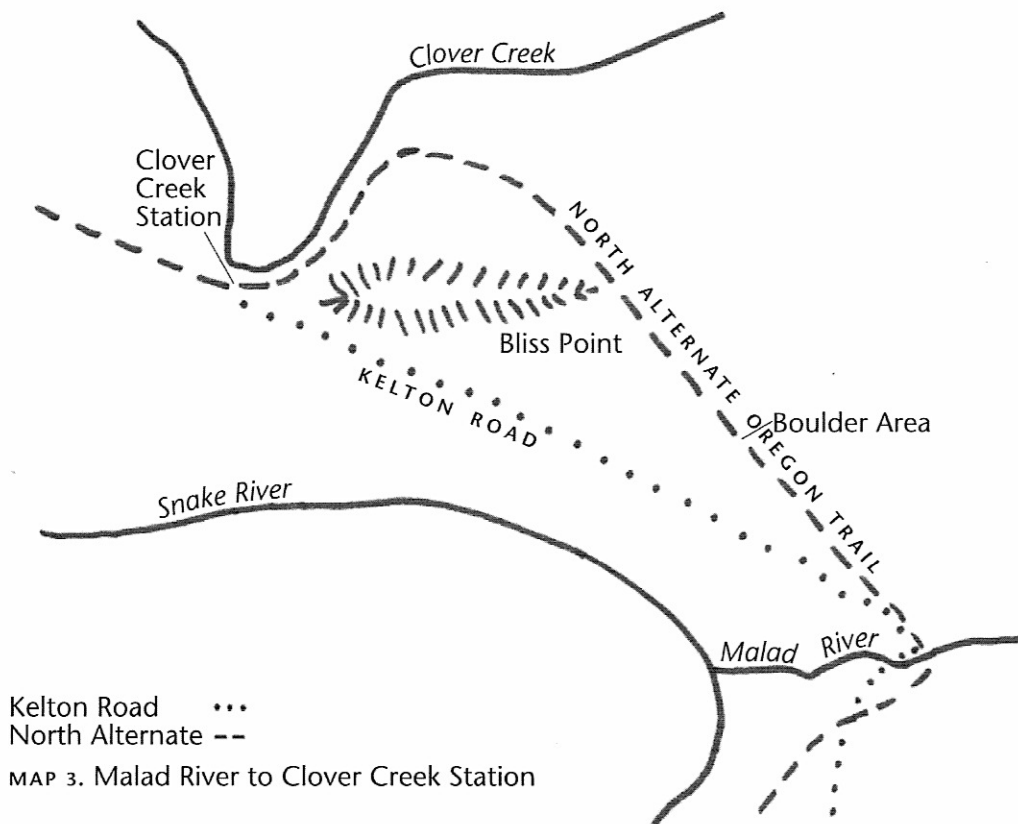 Clover Creek
Clover
Creek
Station
NORTH ALTERNATE OREGON TRAIL
Bliss Point
KELTON ROAD
Boulder Area
Snake River
Malad River
Kelton Road •••
North Alternate --
MAP 3. Malad River to Clover Creek Station